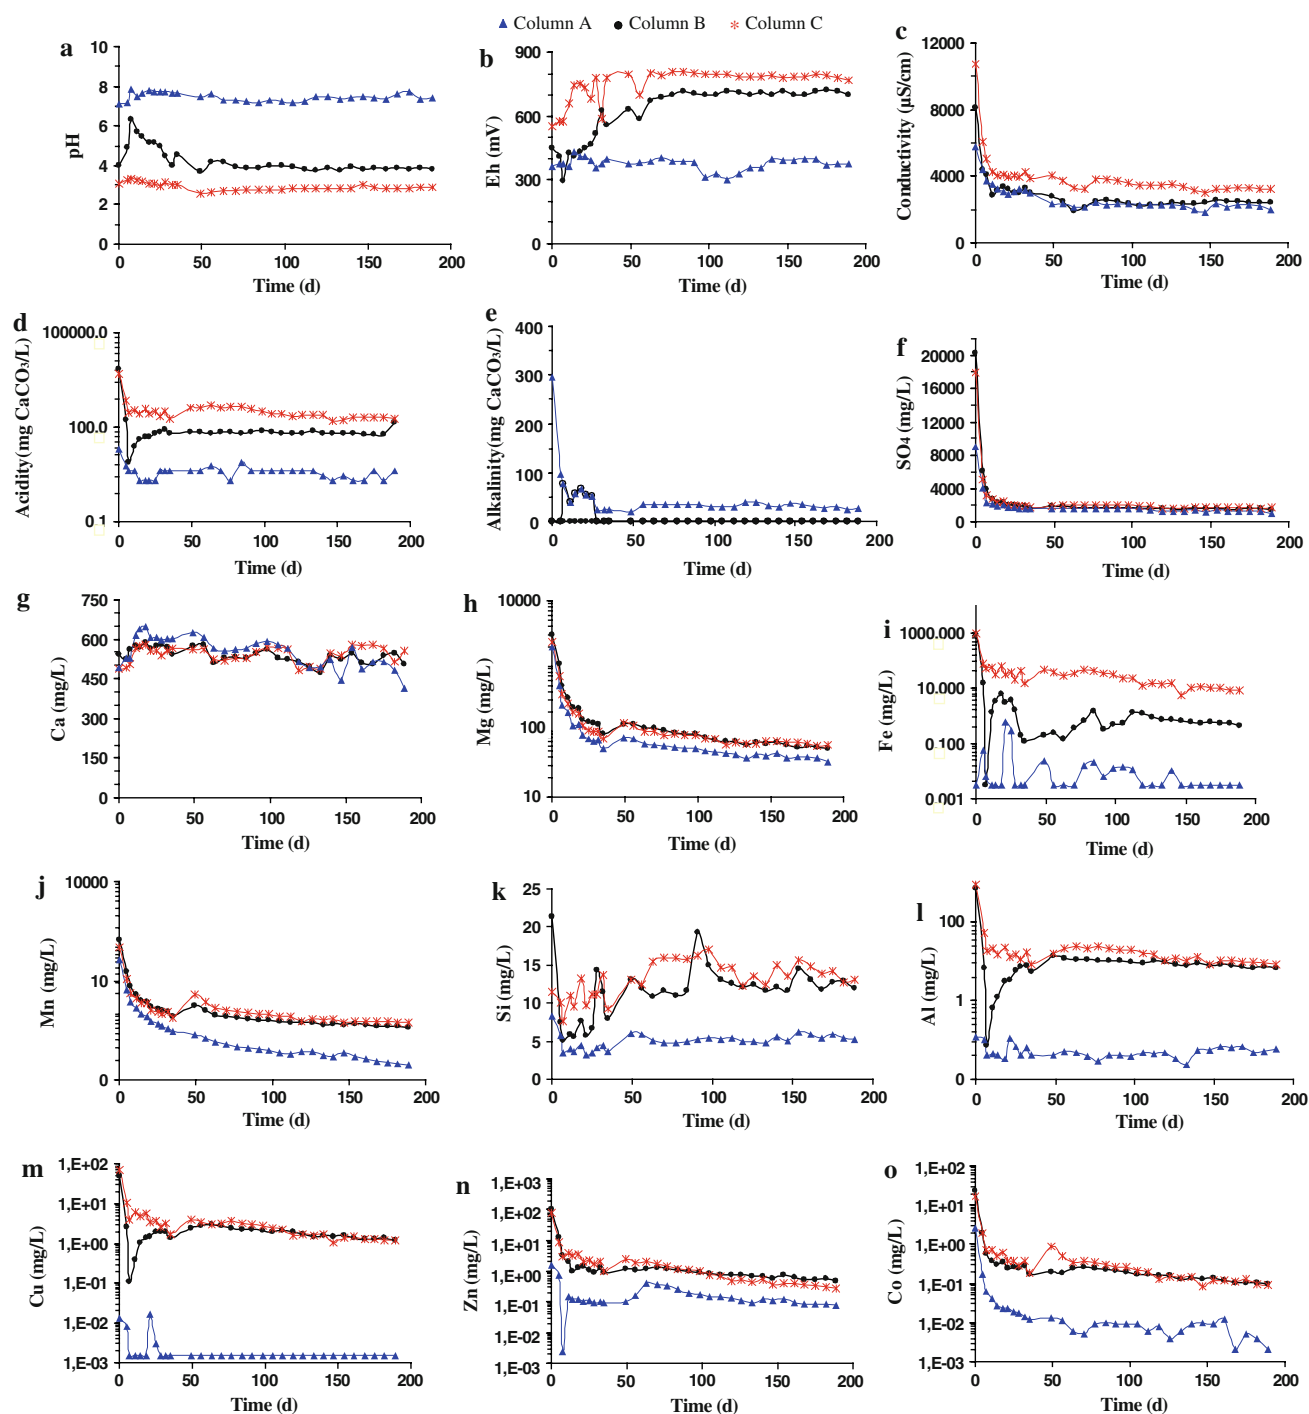 Column A Column B Column C
a
10
8
6
4
2
0
pH
0 50 100 150 200
Time (d)
b
900
600
300
0
Eh (mV)
0 50 100 150 200
Time (d)
c
12000
8000
4000
0
Conductivity (µS/cm)
0 50 100 150 200
Time (d)
d
100000.0
100.0
0.1
Acidity(mg CaCO3/L)
0 50 100 150 200
Time (d)
e
400
350
300
250
200
150
100
50
0
Alkalinity(mg CaCO3/L)
0 50 100 150 200
Time (d)
f
20000
16000
12000
8000
4000
0
SO4 (mg/L)
0 50 100 150 200
Time (d)
g
750
600
450
300
150
0
Ca (mg/L)
0 50 100 150 200
Time (d)
h
10000
100
10
Mg (mg/L)
0 50 100 150 200
Time (d)
i
1000.000
10.000
0.100
0.001
Fe (mg/L)
0 50 100 150 200
Time (d)
j
10000
10
0
Mn (mg/L)
0 50 100 150 200
Time (d)
k
25
20
15
10
5
0
Si (mg/L)
0 50 100 150 200
Time (d)
l
100
1
0
Al (mg/L)
0 50 100 150 200
Time (d)
m
1,E+02
1,E+01
1,E+00
1,E-01
1,E-02
1,E-03
Cu (mg/L)
0 50 100 150 200
Time (d)
n
1,E+03
1,E+02
1,E+01
1,E+00
1,E-01
1,E-02
1,E-03
Zn (mg/L)
0 50 100 150 200
Time (d)
o
1,E+02
1,E+01
1,E+00
1,E-01
1,E-02
1,E-03
Co (mg/L)
0 50 100 150 200
Time (d)